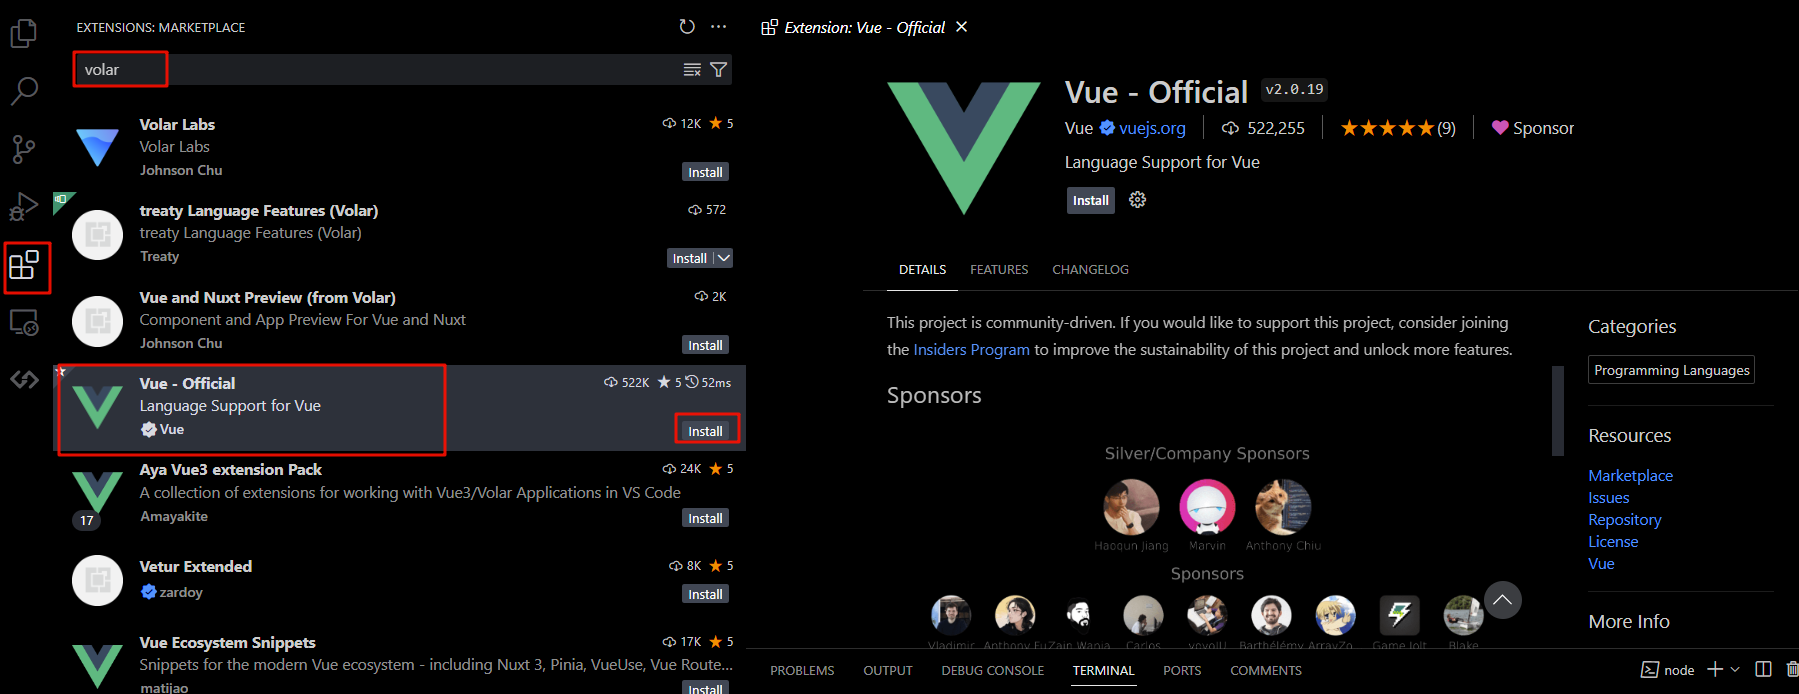 EXTENSIONS: MARKETPLACE
volar
Volar Labs
12K
5
Volar Labs
Johnson Chu
Install
treaty Language Features (Volar)
572
treaty Language Features (Volar)
Treaty
Install
Vue and Nuxt Preview (from Volar)
2K
Component and App Preview For Vue and Nuxt
Johnson Chu
Install
Vue - Official
522K
5
52ms
Language Support for Vue
Vue
Install
Aya Vue3 extension Pack
24K
5
A collection of extensions for working with Vue3/Volar Applications in VS Code
17
Amayakite
Install
Vetur Extended
8K
5
zardoy
Install
Vue Ecosystem Snippets
17K
5
Snippets for the modern Vue ecosystem - including Nuxt 3, Pinia, VueUse, Vue Route...
matijao
Install
Extension: Vue - Official
Vue - Official
v2.0.19
Vue
vuejs.org
522,255
(9)
Sponsor
Language Support for Vue
Install
DETAILS
FEATURES
CHANGELOG
This project is community-driven. If you would like to support this project, consider joining
the Insiders Program to improve the sustainability of this project and unlock more features.
Sponsors
Silver/Company Sponsors
Haoqun Jiang
Marvin
Anthony Chiu
Sponsors
Vladimir
Anthony Fu
Zain Wania
Carlos
yoyo1U
Barthélémy
ArrayZo
Game Jolt
Blake
Categories
Programming Languages
Resources
Marketplace
Issues
Repository
License
Vue
More Info
PROBLEMS
OUTPUT
DEBUG CONSOLE
TERMINAL
PORTS
COMMENTS
node